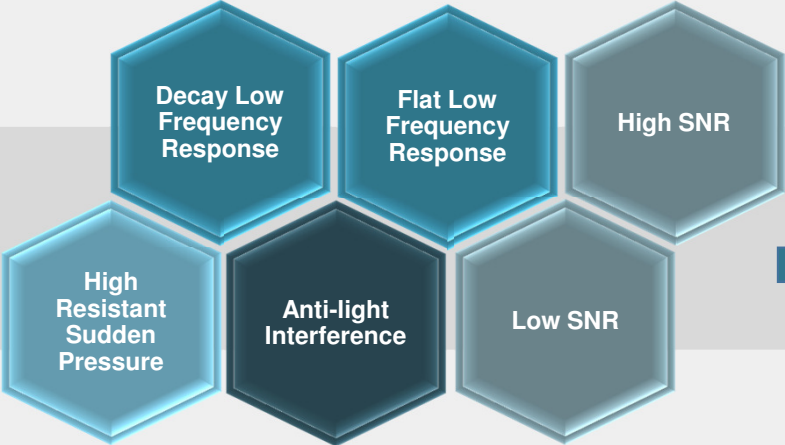 Decay Low
Frequency
Response
Flat Low
Frequency
Response
High SNR
High
Resistant
Sudden
Pressure
Anti-light
Interference
Low SNR